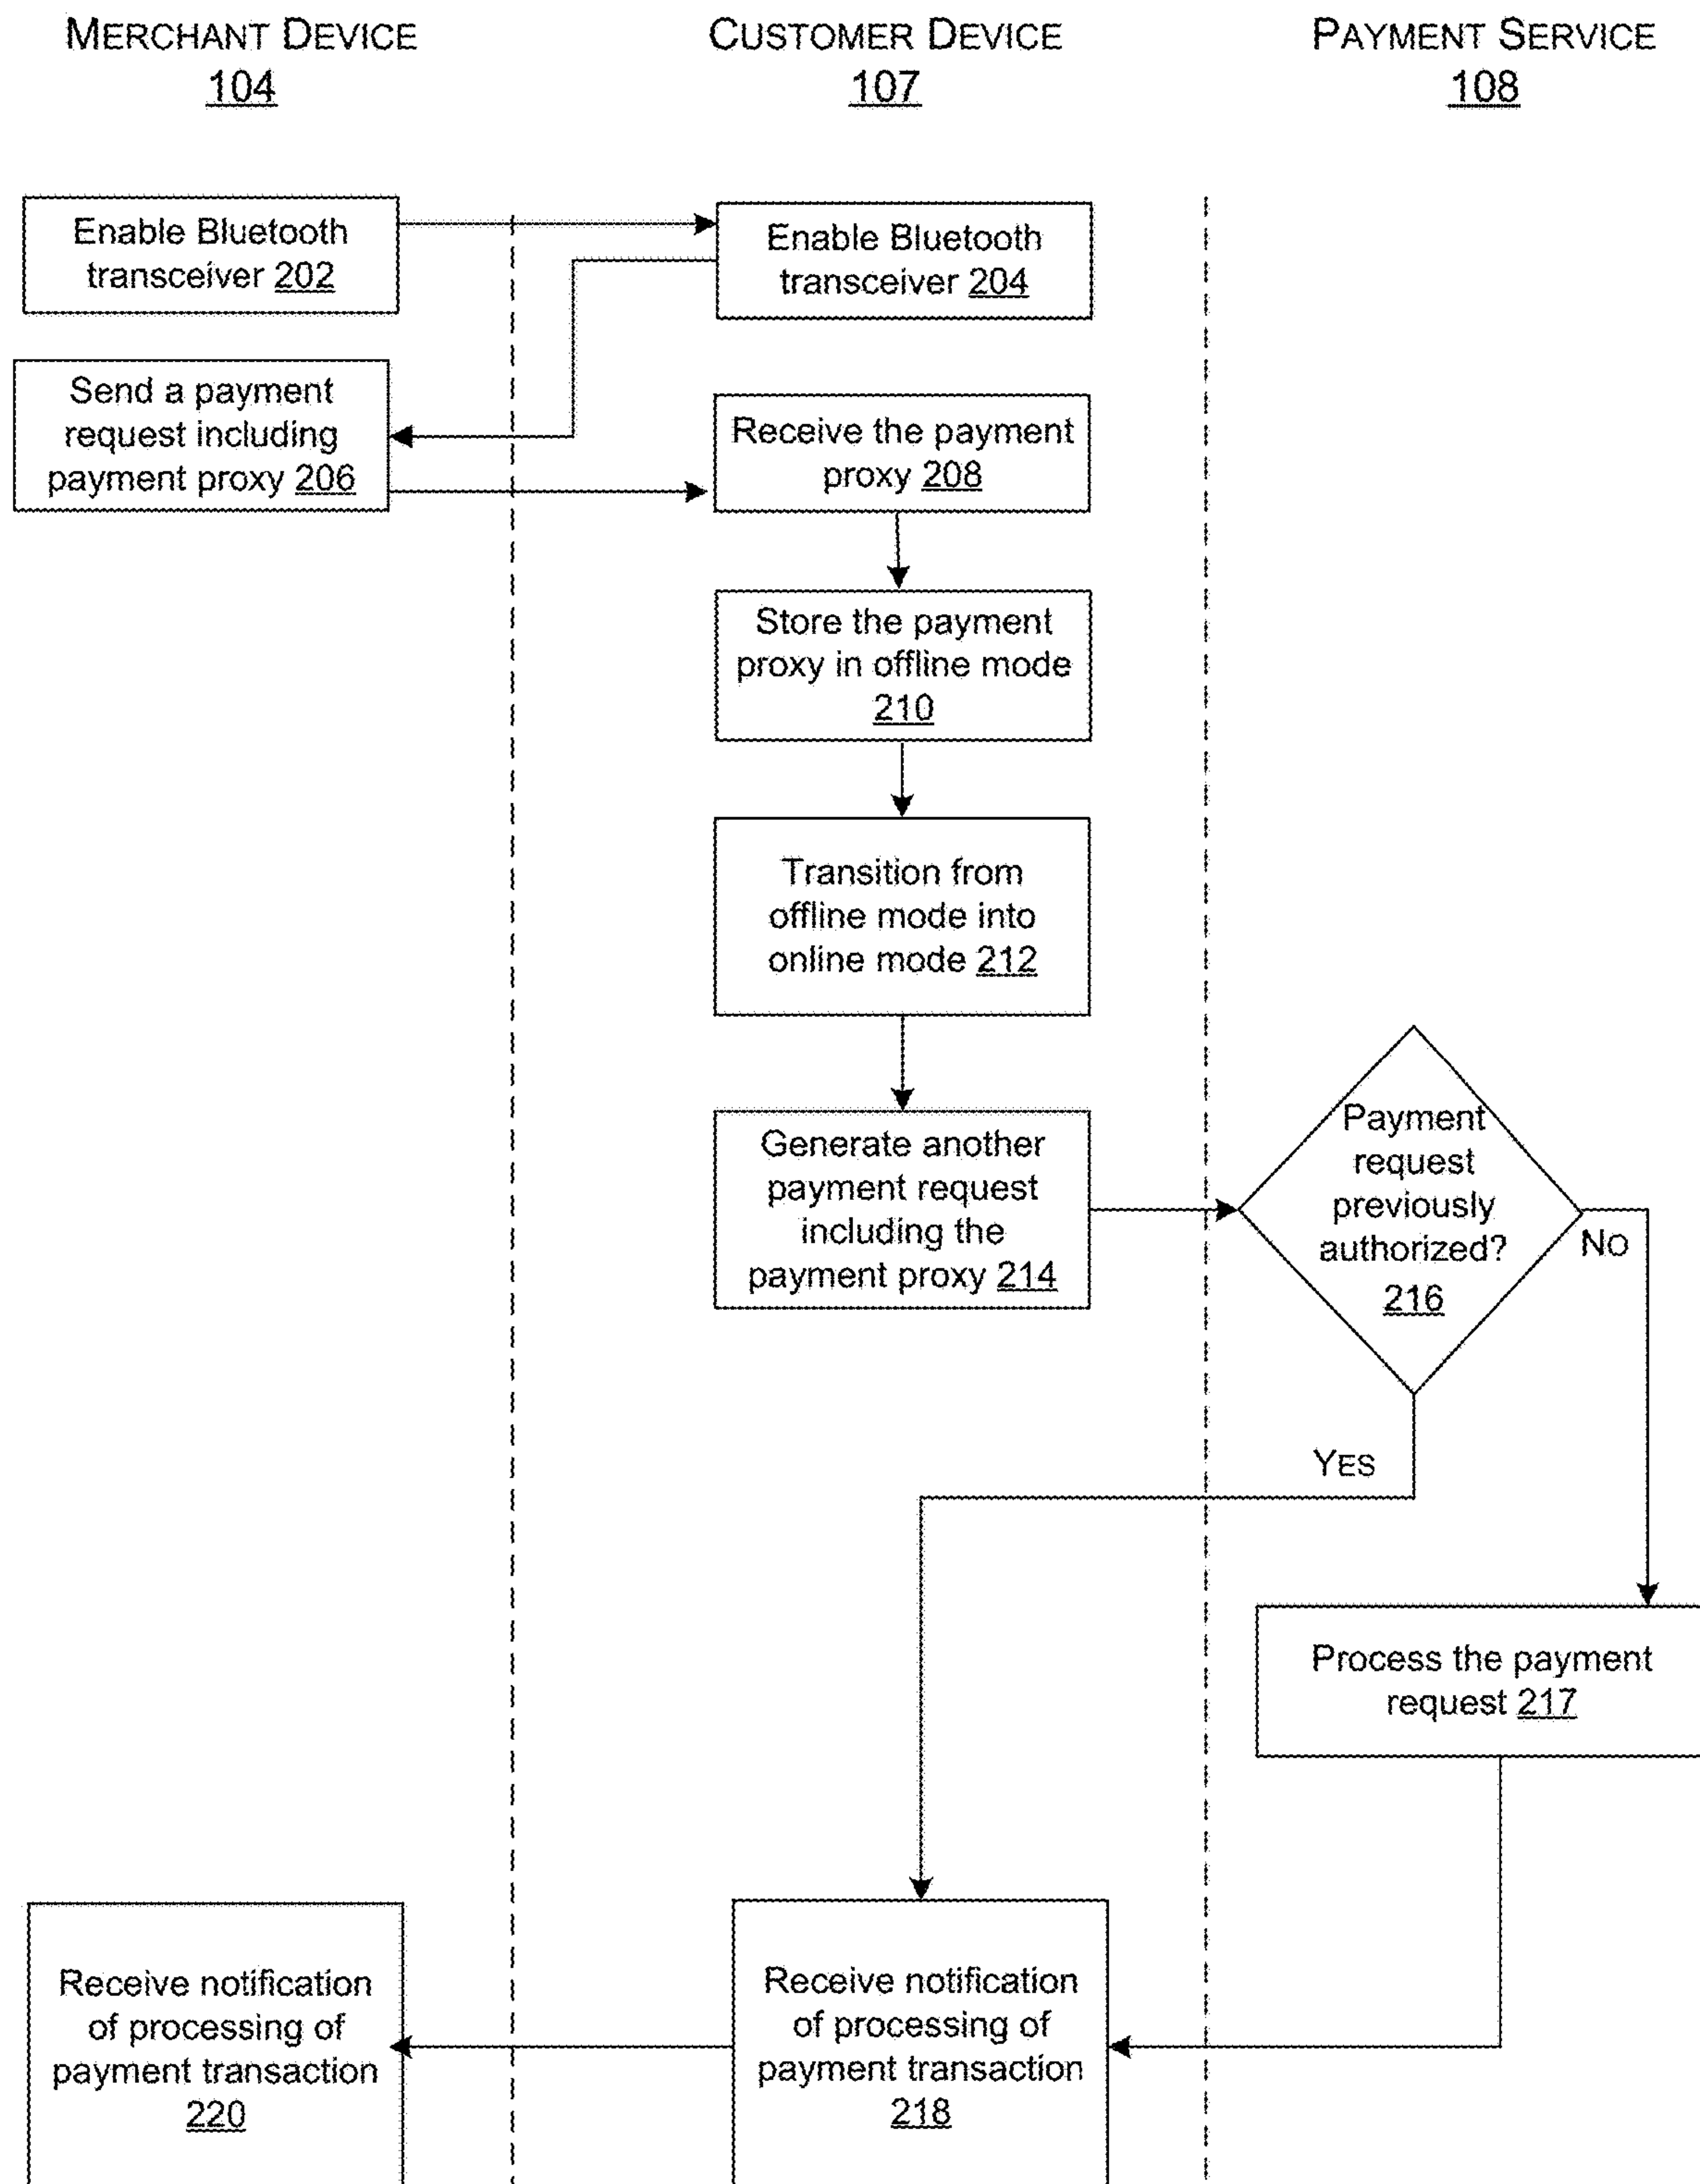 MERCHANT DEVICE
104
CUSTOMER DEVICE
107
PAYMENT SERVICE
108
Enable Bluetooth
transceiver 202
Enable Bluetooth
transceiver 204
Send a payment
request including
payment proxy 206
Receive the payment
proxy 208
Store the payment
proxy in offline mode
210
Transition from
offline mode into
online mode 212
Generate another
payment request
including the
payment proxy 214
Payment
request
previously
authorized?
216
NO
YES
Process the payment
request 217
Receive notification
of processing of
payment transaction
218
Receive notification
of processing of
payment transaction
220